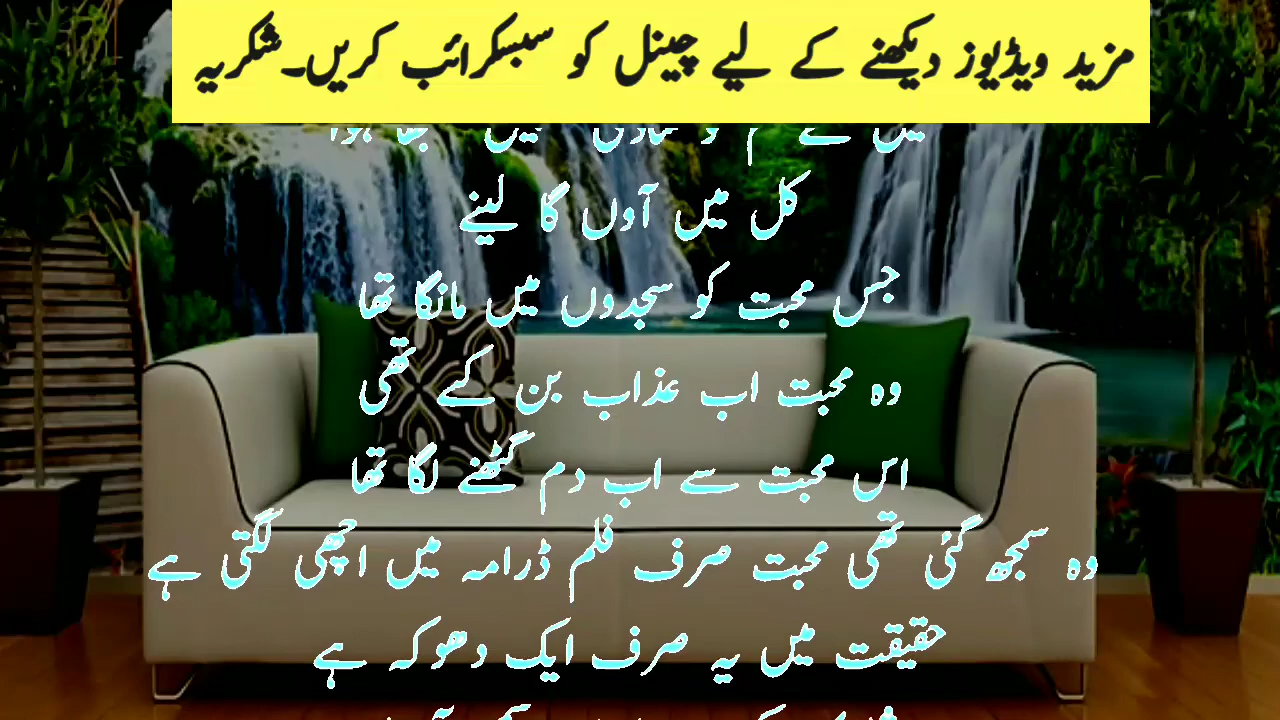 مزید ویڈیوز دیکھنے کے لیے چینل کو سبسکرائب کریں۔شکریہ
کل میں آوں گا لینے
جس محبت کو سجدوں میں مانگا تھا
وہ محبت اب عذاب بن کے تھی
اس محبت سے اب دم گٹھنے لگا تھا
وہ سمجھ گئی تھی محبت صرف فلم ڈرامہ میں اچھی لگتی ہے
حقیقت میں یہ صرف ایک دھوکہ ہے